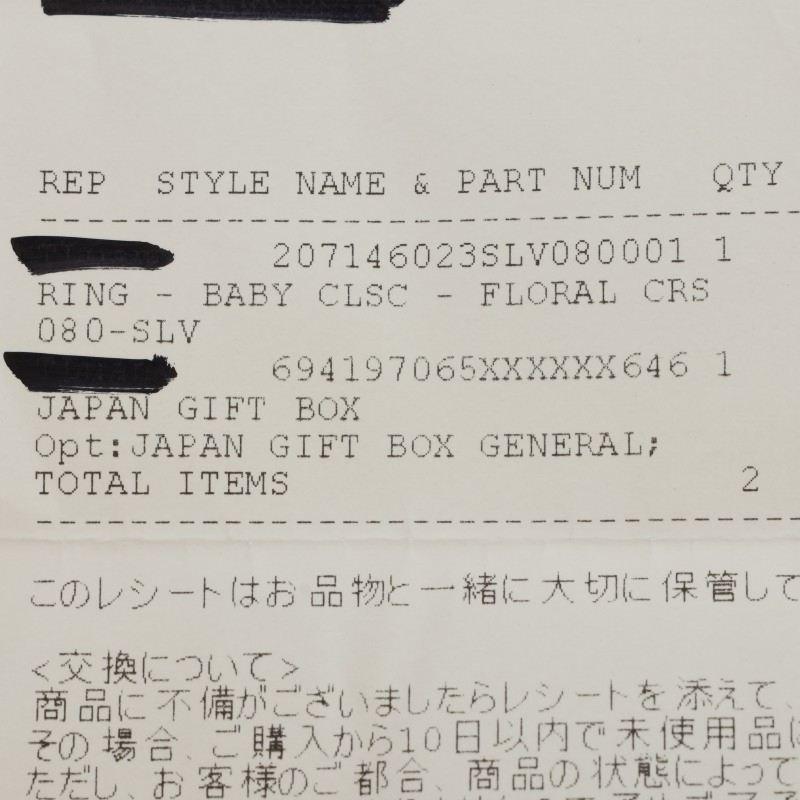 REP STYLE NAME & PART NUM QTY
207146023SLV080001 1
RING - BABY CLSC - FLORAL CRS
080-SLV
694197065XXXXXX646 1
JAPAN GIFT BOX
Opt:JAPAN GIFT BOX GENERAL;
TOTAL ITEMS 2
このレシートはお品物と一緒に大切に保管して
<交換について>
商品に不備がございましたらレシートを添えて、
その場合、ご購入から10日以内で未使用品に
ただし、お客様のご都合、商品の状態によって